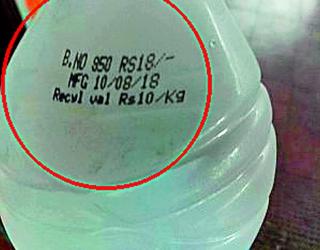 B.NO 950 RS18/-
MFG 10/08/18
Recyl val Rs10/Kg